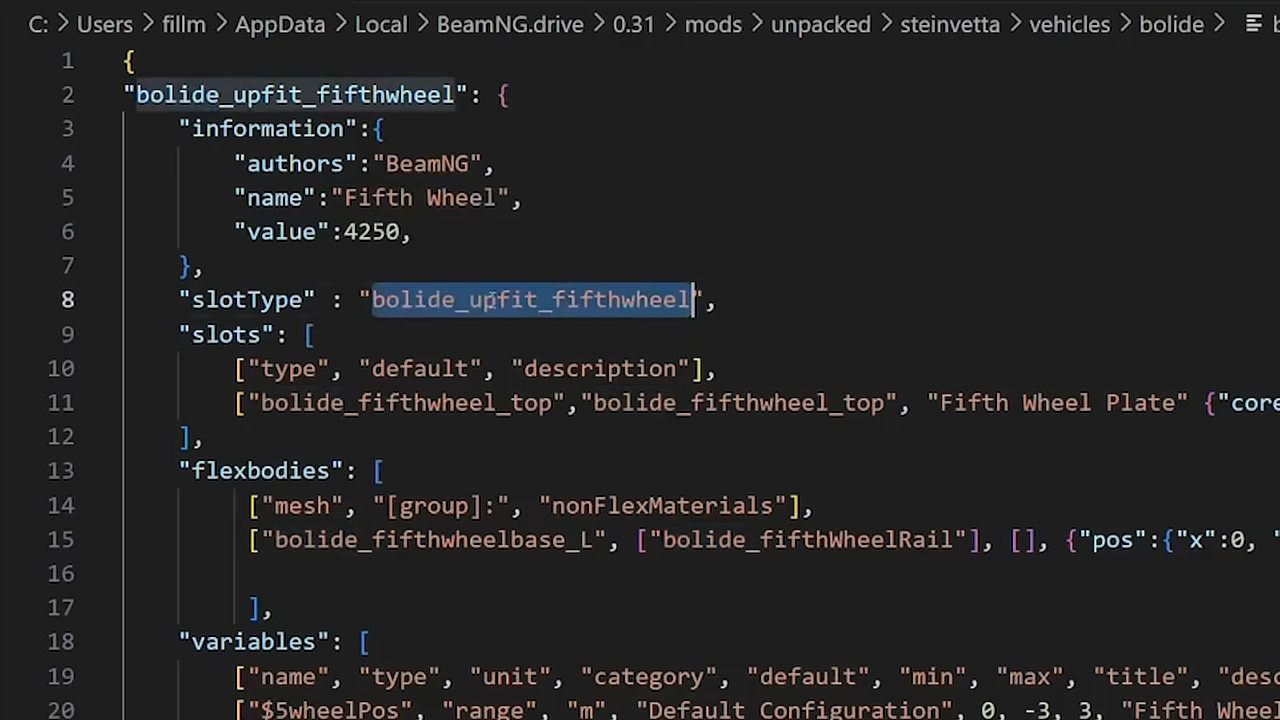 C: > Users > fillm > AppData > Local > BeamNG.drive > 0.31 > mods > unpacked > steinvetta > vehicles > bolide >
1 {
2 "bolide_upfit_fifthwheel": {
3 "information":{
4 "authors":"BeamNG",
5 "name":"Fifth Wheel",
6 "value":4250,
7 },
8 "slotType" : "bolide_upfit_fifthwheel",
9 "slots": [
10 ["type", "default", "description"],
11 ["bolide_fifthwheel_top","bolide_fifthwheel_top", "Fifth Wheel Plate" {"core
12 ],
13 "flexbodies": [
14 ["mesh", "[group]:", "nonFlexMaterials"],
15 ["bolide_fifthwheelbase_L", ["bolide_fifthWheelRail"], [], {"pos":{"x":0, "
16
17 ],
18 "variables": [
19 ["name", "type", "unit", "category", "default", "min", "max", "title", "desc
20 ["$5wheelPos", "range", "m", "Default Configuration", 0, -3, 3, "Fifth Whee